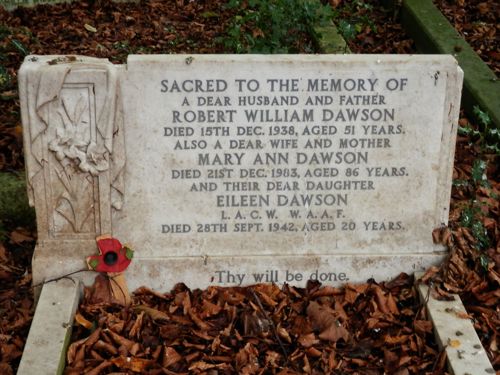 SACRED TO THE MEMORY OF
A DEAR HUSBAND AND FATHER
ROBERT WILLIAM DAWSON
DIED 15TH DEC. 1938, AGED 51 YEARS.
ALSO A DEAR WIFE AND MOTHER
MARY ANN DAWSON
DIED 21ST DEC. 1983, AGED 86 YEARS.
AND THEIR DEAR DAUGHTER
EILEEN DAWSON
L. A. C. W. W. A. A. F.
DIED 28TH SEPT. 1942, AGED 20 YEARS.
Thy will be done.